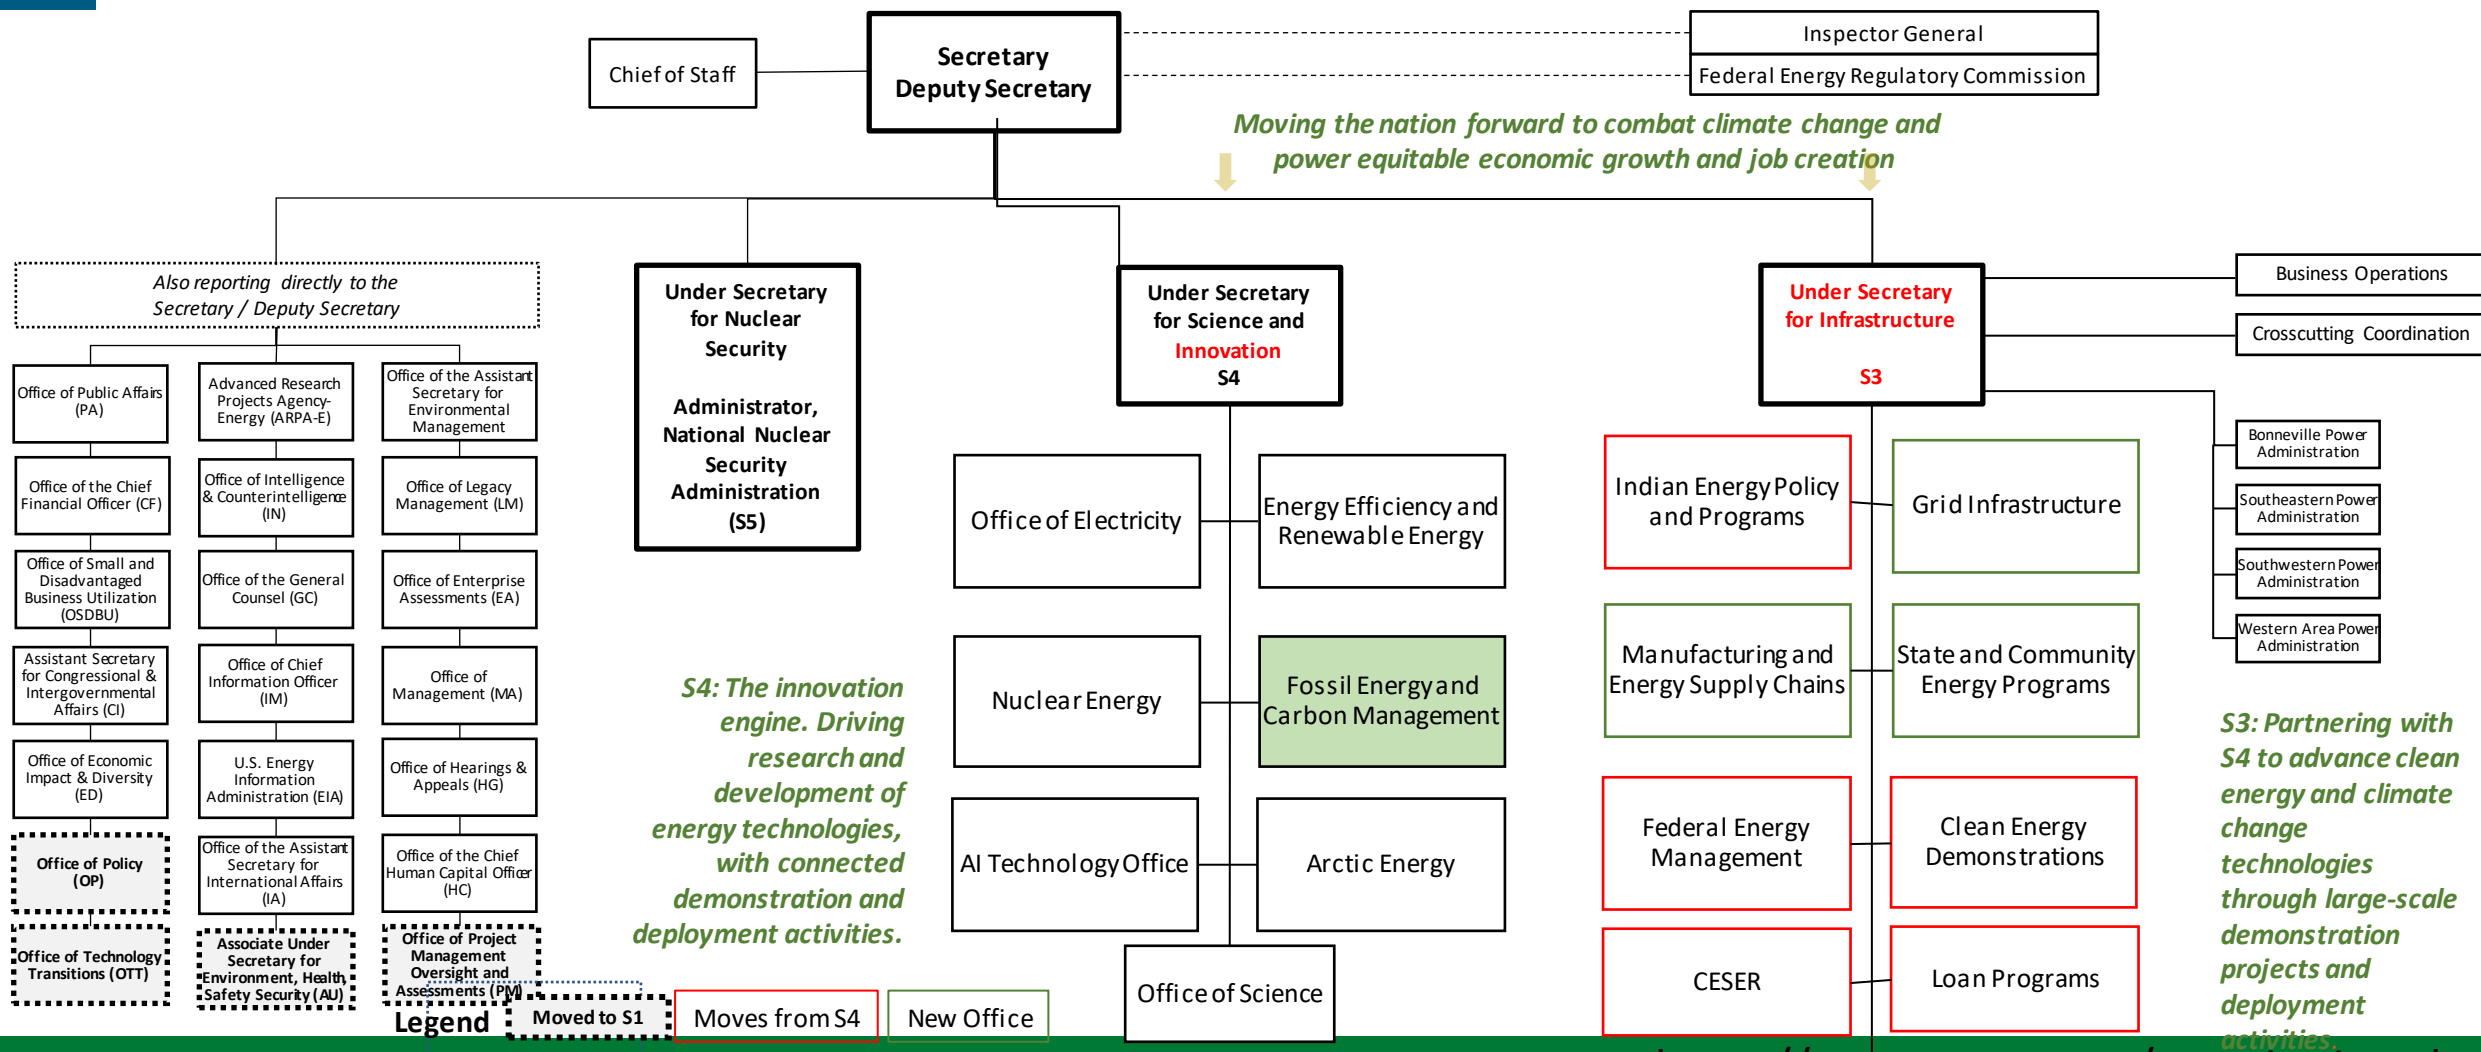 Chief of Staff
Secretary
Deputy Secretary
Inspector General
Federal Energy Regulatory Commission
Moving the nation forward to combat climate change and
power equitable economic growth and job creation
Also reporting directly to the
Secretary / Deputy Secretary
Office of Public Affairs
(PA)
Office of the Chief
Financial Officer (CF)
Office of Small and
Disadvantaged
Business Utilization
(OSDBU)
Assistant Secretary
for Congressional &
Intergovernmental
Affairs (CI)
Office of Economic
Impact & Diversity
(ED)
Office of Policy
(OP)
Office of Technology
Transitions (OTT)
Advanced Research
Projects Agency-
Energy (ARPA-E)
Office of Intelligence
& Counterintelligence
(IN)
Office of the General
Counsel (GC)
Office of Chief
Information Officer
(IM)
U.S. Energy
Information
Administration (EIA)
Office of the Assistant
Secretary for
International Affairs
(IA)
Associate Under
Secretary for
Environment, Health,
Safety Security (AU)
Office of the Assistant
Secretary for
Environmental
Management
Office of Legacy
Management (LM)
Office of Enterprise
Assessments (EA)
Office of
Management (MA)
Office of Hearings &
Appeals (HG)
Office of the Chief
Human Capital Officer
(HC)
Office of Project
Management
Oversight and
Assessments (PM)
Under Secretary
for Nuclear
Security
Administrator,
National Nuclear
Security
Administration
(S5)
S4: The innovation
engine. Driving
research and
development of
energy technologies,
with connected
demonstration and
deployment activities.
Under Secretary
for Science and
Innovation
S4
Office of Electricity
Energy Efficiency and
Renewable Energy
Nuclear Energy
Fossil Energy and
Carbon Management
AI Technology Office
Arctic Energy
Office of Science
Under Secretary
for Infrastructure
S3
Business Operations
Crosscutting Coordination
Bonneville Power
Administration
Southeastern Power
Administration
Southwestern Power
Administration
Western Area Power
Administration
Indian Energy Policy
and Programs
Grid Infrastructure
Manufacturing and
Energy Supply Chains
State and Community
Energy Programs
Federal Energy
Management
Clean Energy
Demonstrations
CESER
Loan Programs
S3: Partnering with
S4 to advance clean
energy and climate
change
technologies
through large-scale
demonstration
projects and
deployment
activities.
Legend
Moved to S1
Moves from S4
New Office